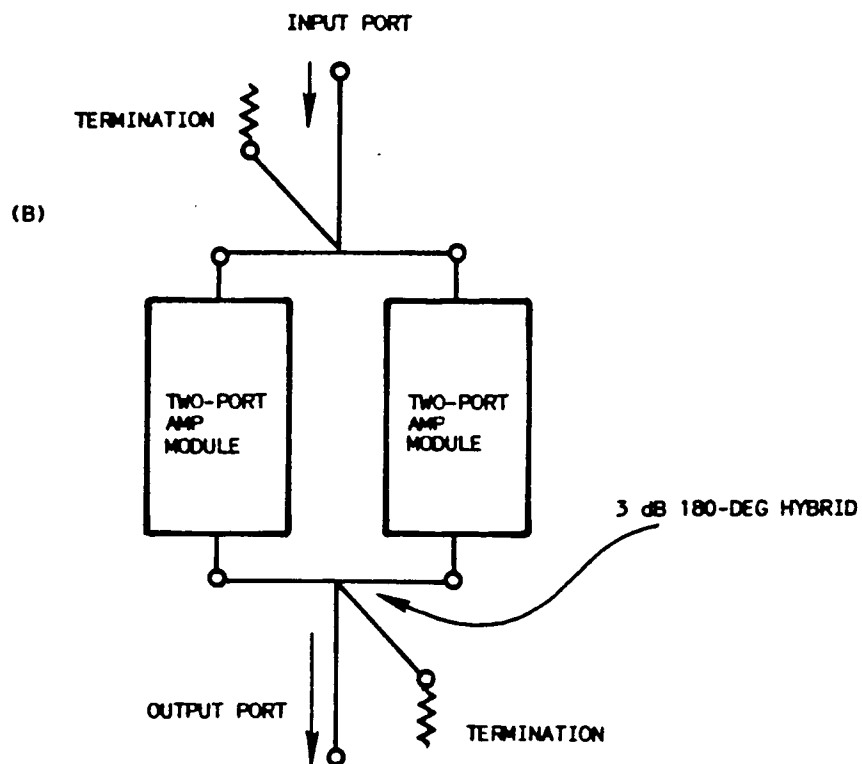 INPUT PORT
TERMINATION
(B)
TWO-PORT
AMP
MODULE
TWO-PORT
AMP
MODULE
3 dB 180-DEG HYBRID
OUTPUT PORT
TERMINATION